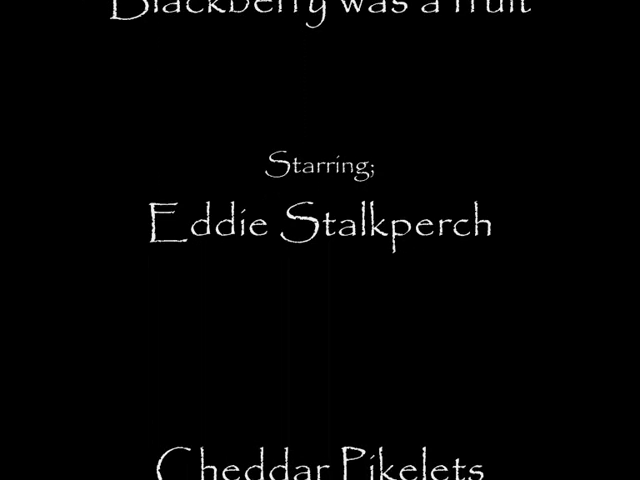 Blackberry was a fruit
Starring;
Eddie Stalkperch
Cheddar Pikelets